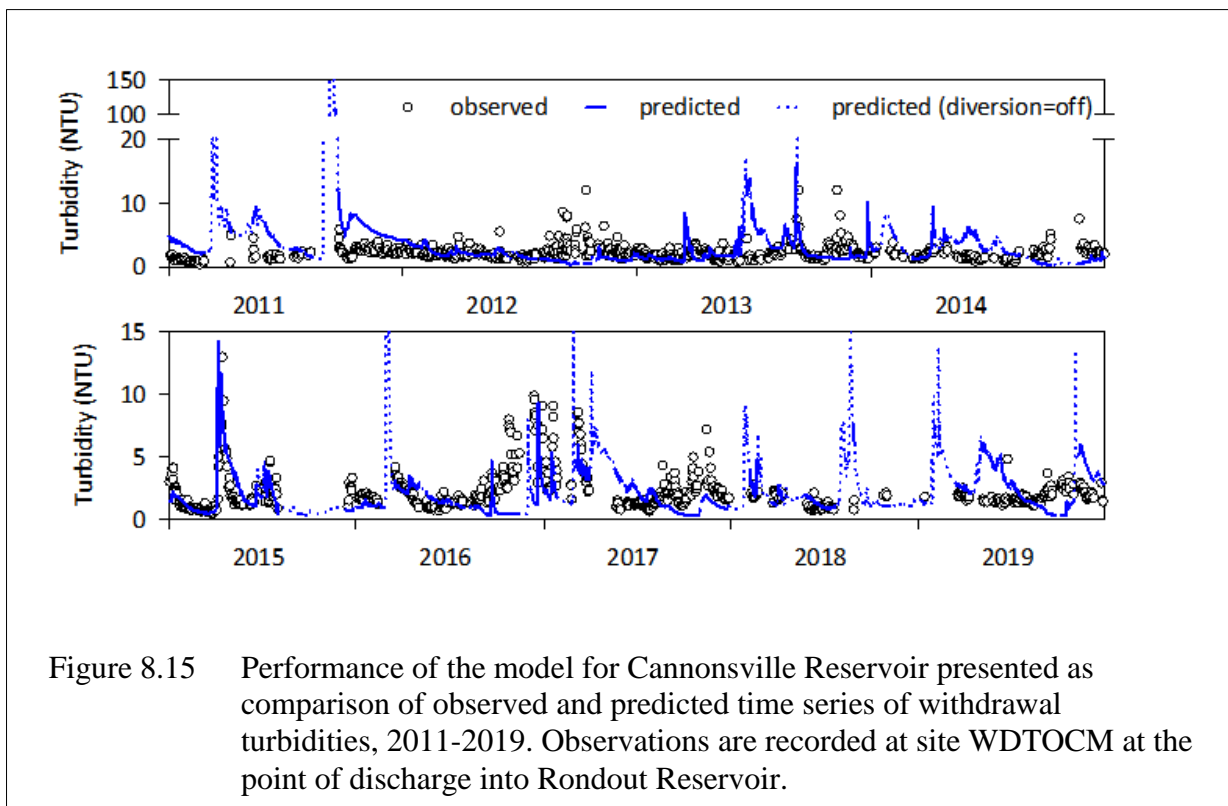 150
100
20
10
0
Turbidity (NTU)
observed predicted predicted (diversion=off)
2011 2012 2013 2014
15
10
5
0
Turbidity (NTU)
2015 2016 2017 2018 2019
Figure 8.15 Performance of the model for Cannonsville Reservoir presented as
comparison of observed and predicted time series of withdrawal
turbidities, 2011-2019. Observations are recorded at site WDTOCM at the
point of discharge into Rondout Reservoir.